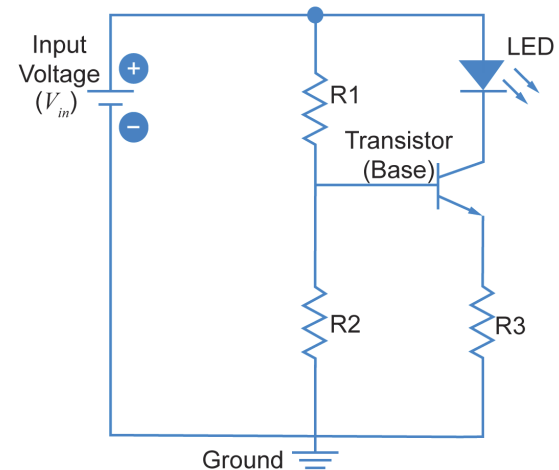 Input
Voltage
(Vin)
+
−
R1
LED
Transistor
(Base)
R2
R3
Ground